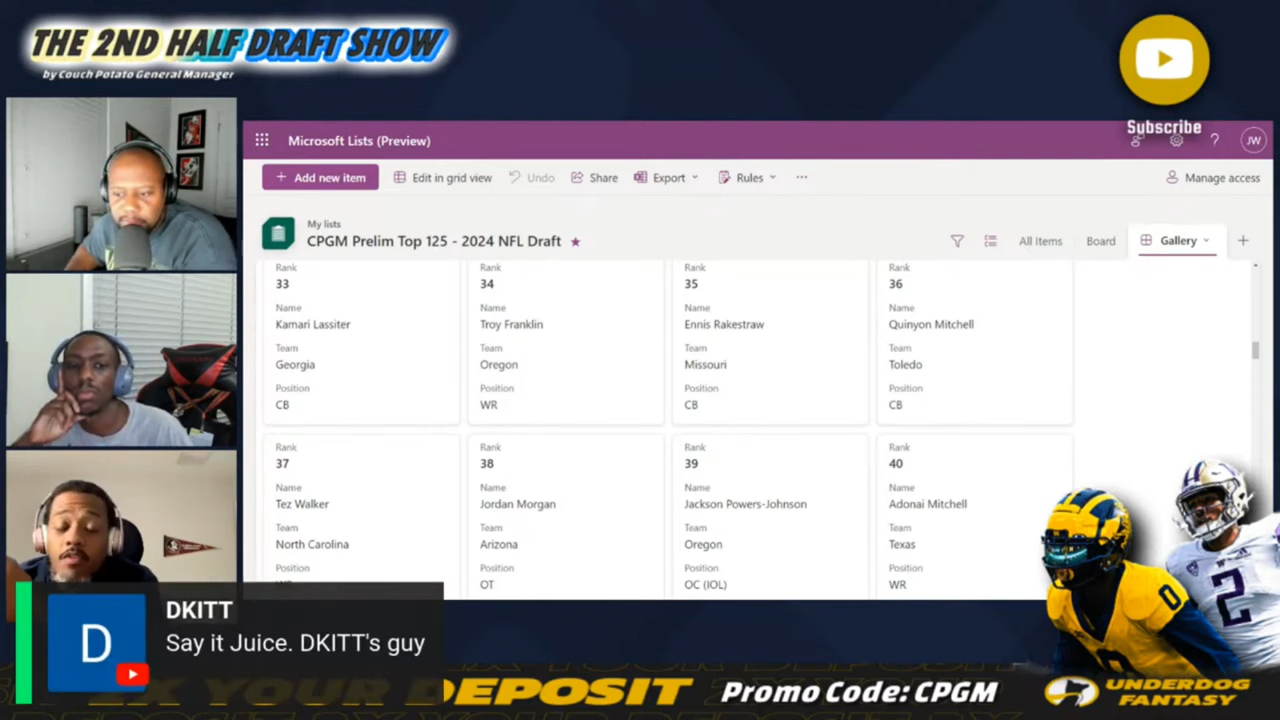 THE 2ND HALF DRAFT SHOW
by Couch Potato General Manager
Subscribe
Microsoft Lists (Preview)
?
JW
+ Add new item
Edit in grid view
Undo
Share
Export
Rules
...
Manage access
My lists
CPGM Prelim Top 125 - 2024 NFL Draft
All Items
Board
Gallery
Rank Rank Rank Rank
33 34 35 36
Name Name Name Name
Kamari Lassiter Troy Franklin Ennis Rakestraw Quinyon Mitchell
Team Team Team Team
Georgia Oregon Missouri Toledo
Position Position Position Position
CB WR CB CB
Rank Rank Rank Rank
37 38 39 40
Name Name Name Name
Tez Walker Jordan Morgan Jackson Powers-Johnson Adonai Mitchell
Team Team Team Team
North Carolina Arizona Oregon Texas
Position Position Position Position
OT OC (IOL) WR
0
2
D
DKITT
Say it Juice. DKITT's guy
2X YOUR DEPOSIT
Promo Code: CPGM
UNDERDOG
FANTASY